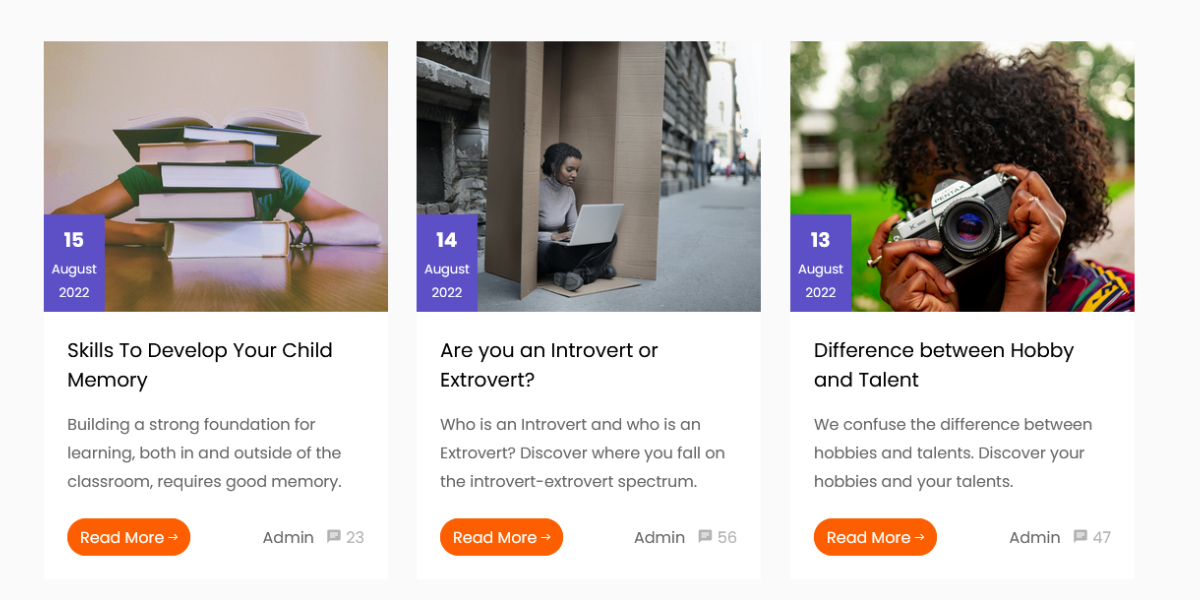 15
August
2022
Skills To Develop Your Child
Memory
Building a strong foundation for
learning, both in and outside of the
classroom, requires good memory.
Read More →
Admin 23
14
August
2022
Are you an Introvert or
Extrovert?
Who is an Introvert and who is an
Extrovert? Discover where you fall on
the introvert-extrovert spectrum.
Read More →
Admin 56
PENTAX
13
August
2022
Difference between Hobby
and Talent
We confuse the difference between
hobbies and talents. Discover your
hobbies and your talents.
Read More →
Admin 47